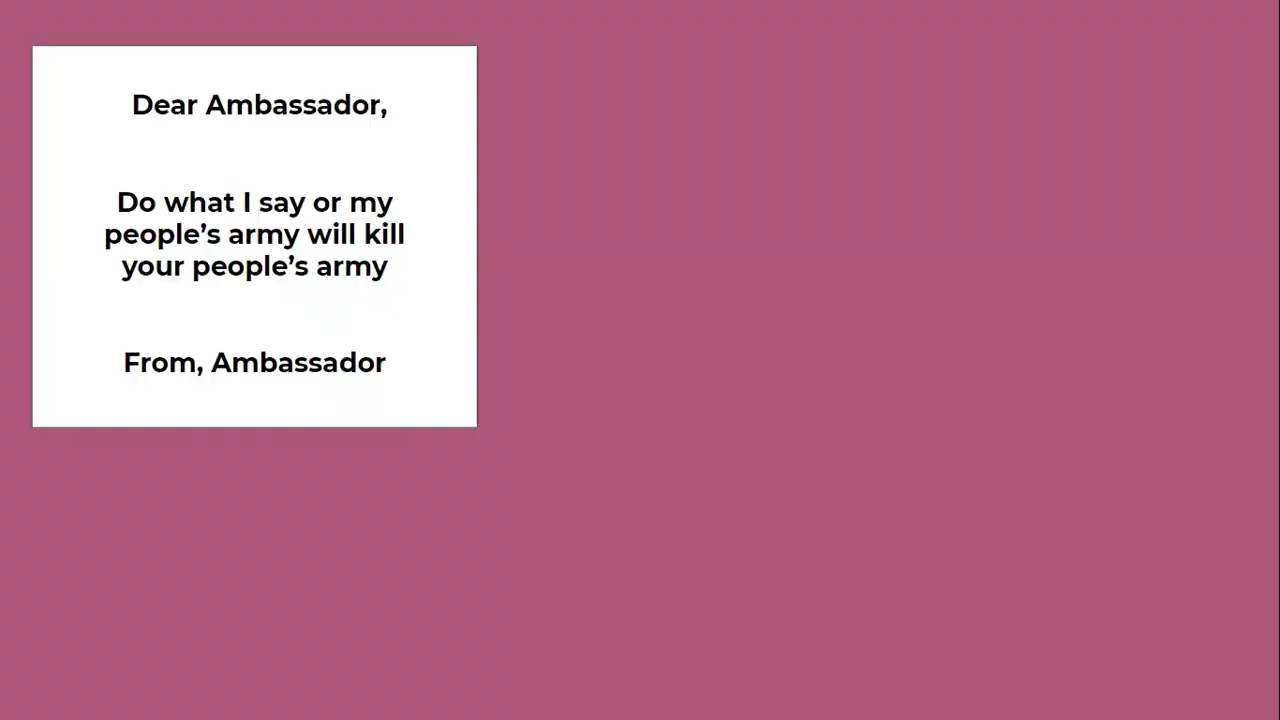 Dear Ambassador,
Do what I say or my
people’s army will kill
your people’s army
From, Ambassador